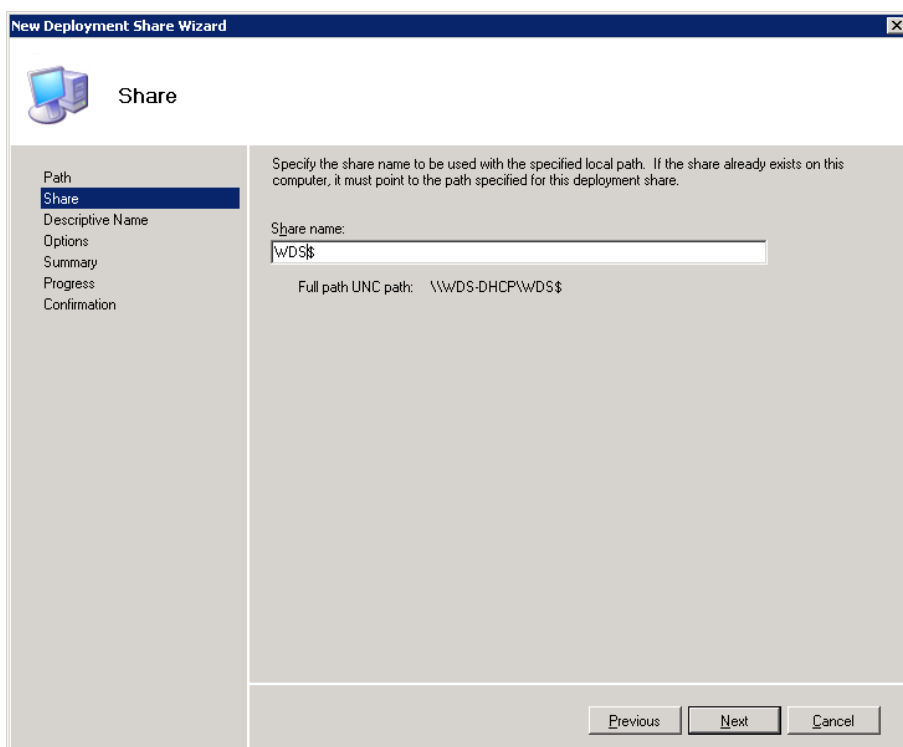 New Deployment Share Wizard
Share
Path
Share
Descriptive Name
Options
Summary
Progress
Confirmation
Specify the share name to be used with the specified local path.  If the share already exists on this
computer, it must point to the path specified for this deployment share.
Share name:
WDS$
Full path UNC path:   \\WDS-DHCP\WDS$
Previous
Next
Cancel